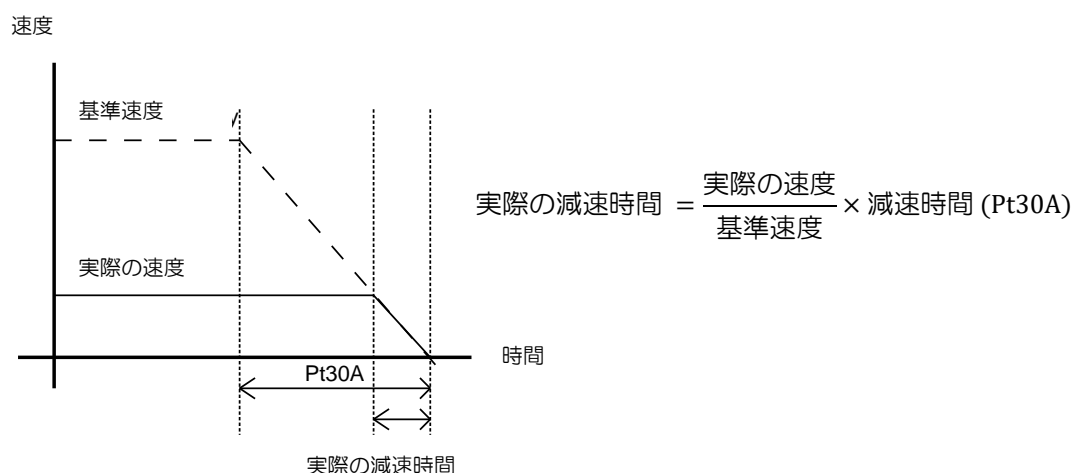 速度
基準速度
実際の減速時間 = 実際の速度 / 基準速度 × 減速時間 (Pt30A)
実際の速度
時間
Pt30A
実際の減速時間